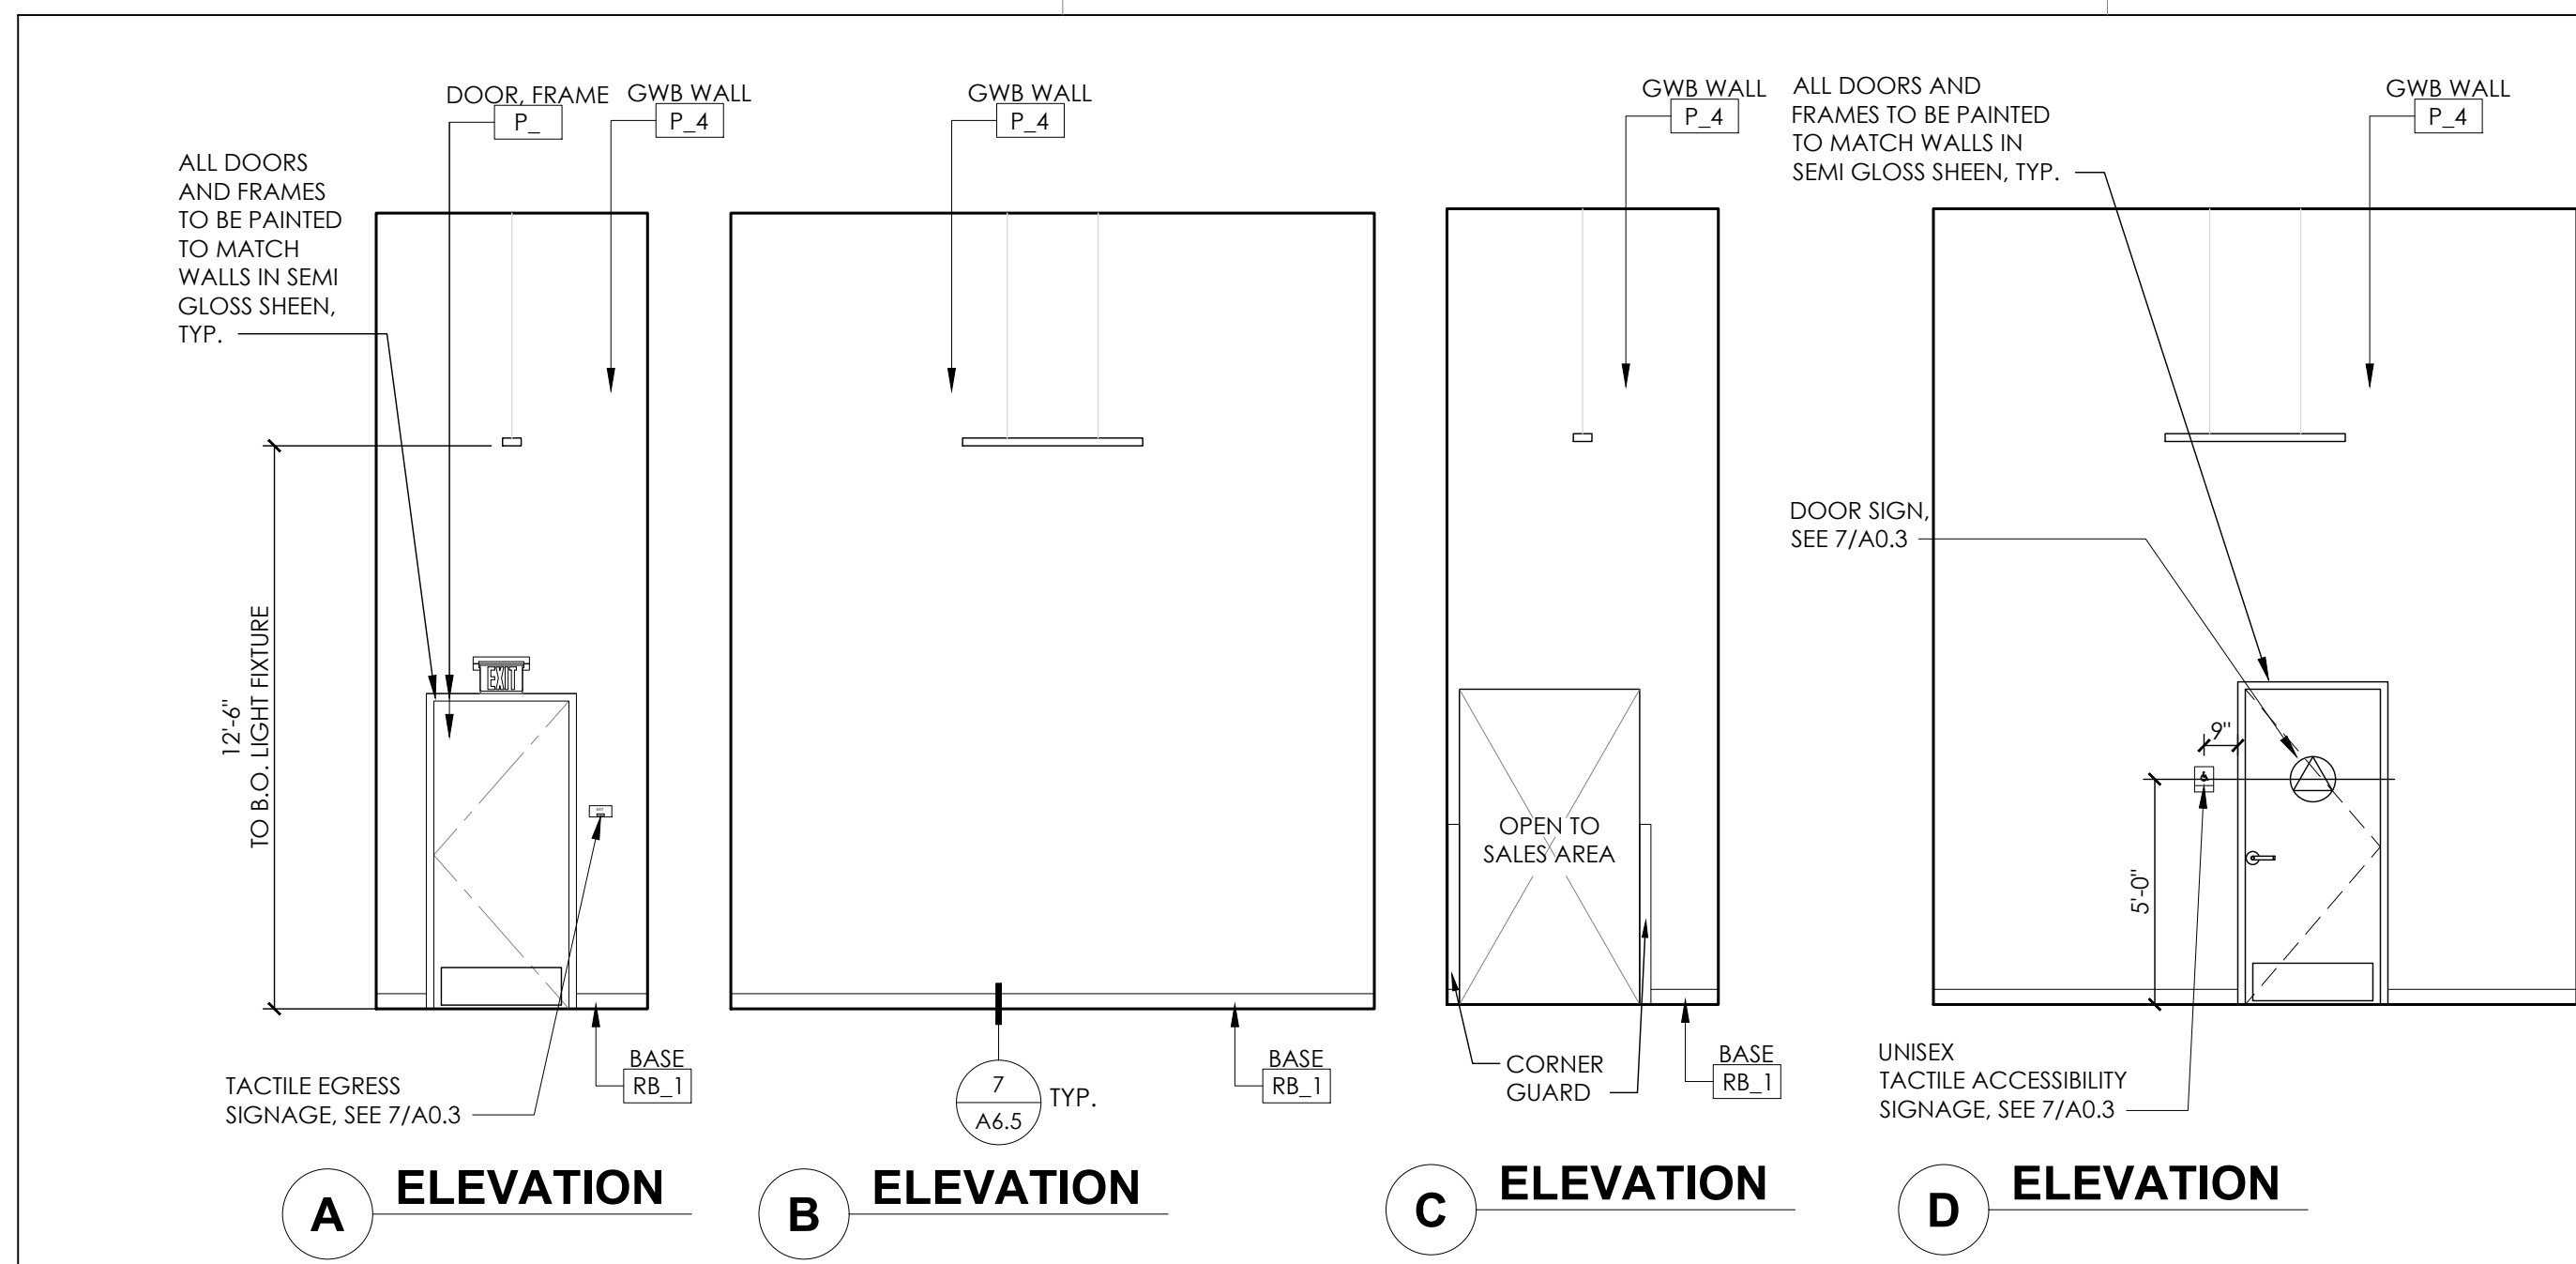 DOOR, FRAME
P_
GWB WALL
P_4
ALL DOORS
AND FRAMES
TO BE PAINTED
TO MATCH
WALLS IN SEMI
GLOSS SHEEN,
TYP.
12'-6"
TO B.O. LIGHT FIXTURE
EXIT
TACTILE EGRESS
SIGNAGE, SEE 7/A0.3
BASE
RB_1
A
ELEVATION
GWB WALL
P_4
7
A6.5
TYP.
BASE
RB_1
B
ELEVATION
GWB WALL
P_4
OPEN TO
SALES AREA
CORNER
GUARD
BASE
RB_1
C
ELEVATION
ALL DOORS AND
FRAMES TO BE PAINTED
TO MATCH WALLS IN
SEMI GLOSS SHEEN, TYP.
GWB WALL
P_4
DOOR SIGN,
SEE 7/A0.3
9"
5'-0"
UNISEX
TACTILE ACCESSIBILITY
SIGNAGE, SEE 7/A0.3
D
ELEVATION